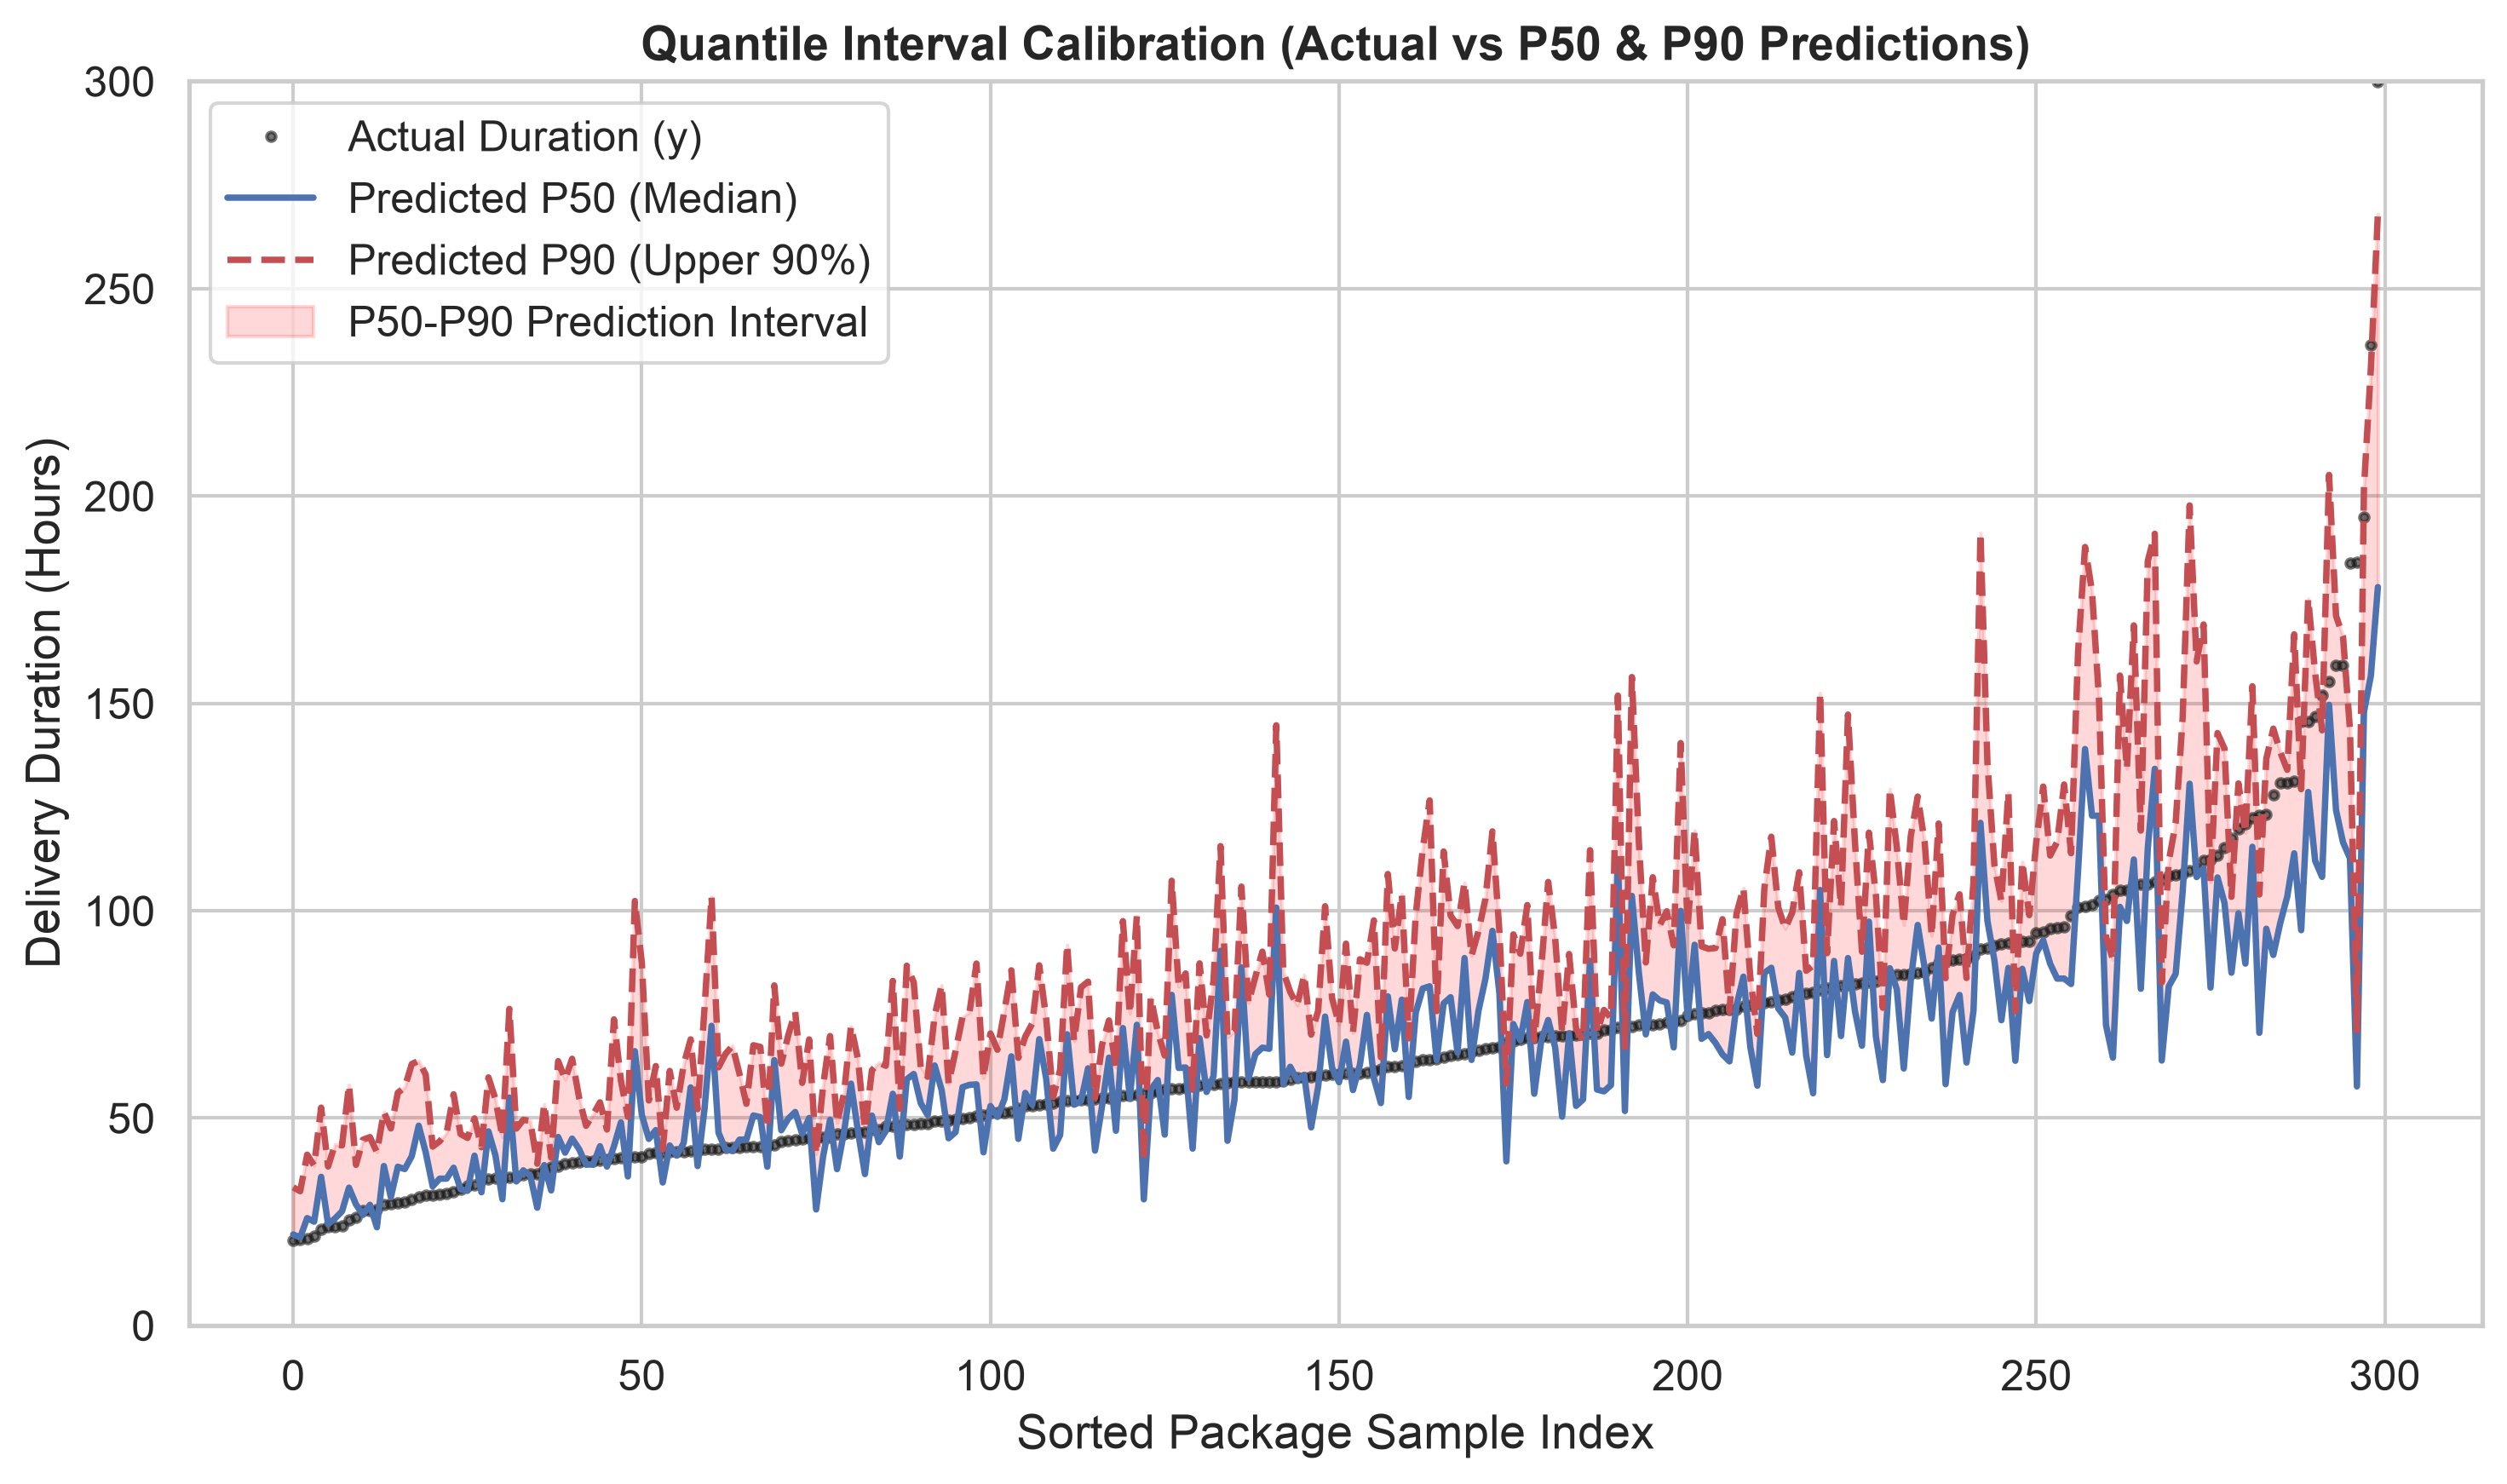 Quantile Interval Calibration (Actual vs P50 & P90 Predictions)
300
250
200
150
100
50
0
Delivery Duration (Hours)
Actual Duration (y)
Predicted P50 (Median)
Predicted P90 (Upper 90%)
P50-P90 Prediction Interval
0 50 100 150 200 250 300
Sorted Package Sample Index